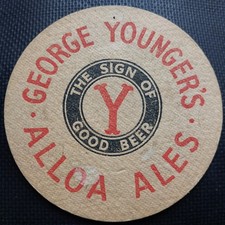 · GEORGE YOUNGER'S ·
ALLOA ALES
THE SIGN OF
Y
GOOD BEER